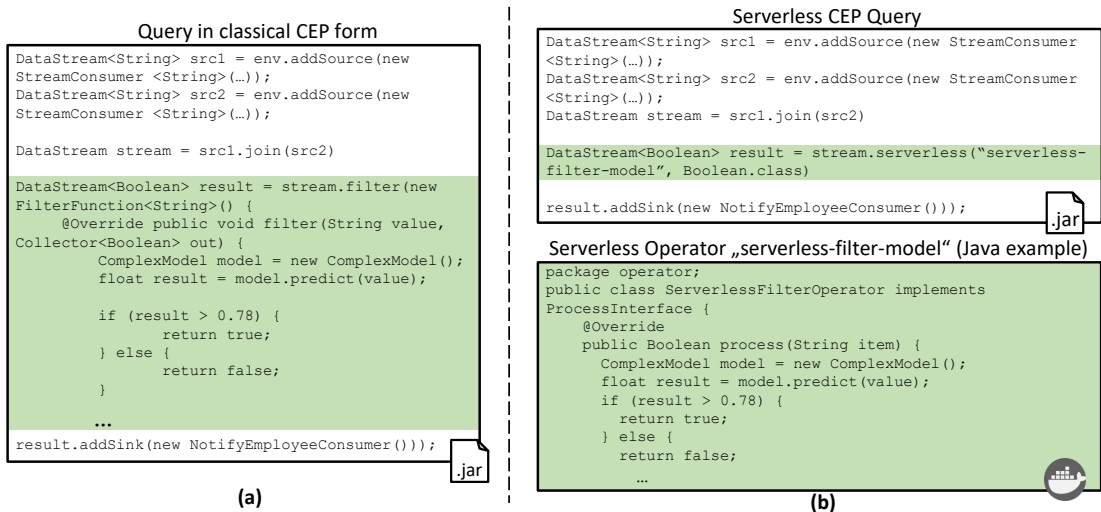 Query in classical CEP form
DataStream<String> src1 = env.addSource(new
StreamConsumer <String>(…));
DataStream<String> src2 = env.addSource(new
StreamConsumer <String>(…));
DataStream stream = src1.join(src2)
DataStream<Boolean> result = stream.filter(new
FilterFunction<String>() {
@Override public void filter(String value,
Collector<Boolean> out) {
ComplexModel model = new ComplexModel();
float result = model.predict(value);
if (result > 0.78) {
return true;
} else {
return false;
}
...
result.addSink(new NotifyEmployeeConsumer()));
.jar
(a)
Serverless CEP Query
DataStream<String> src1 = env.addSource(new StreamConsumer
<String>(…));
DataStream<String> src2 = env.addSource(new StreamConsumer
<String>(…));
DataStream stream = src1.join(src2)
DataStream<Boolean> result = stream.serverless(“serverless-
filter-model”, Boolean.class)
result.addSink(new NotifyEmployeeConsumer()));
.jar
Serverless Operator „serverless-filter-model“ (Java example)
package operator;
public class ServerlessFilterOperator implements
ProcessInterface {
@Override
public Boolean process(String item) {
ComplexModel model = new ComplexModel();
float result = model.predict(value);
if (result > 0.78) {
return true;
} else {
return false;
…
(b)